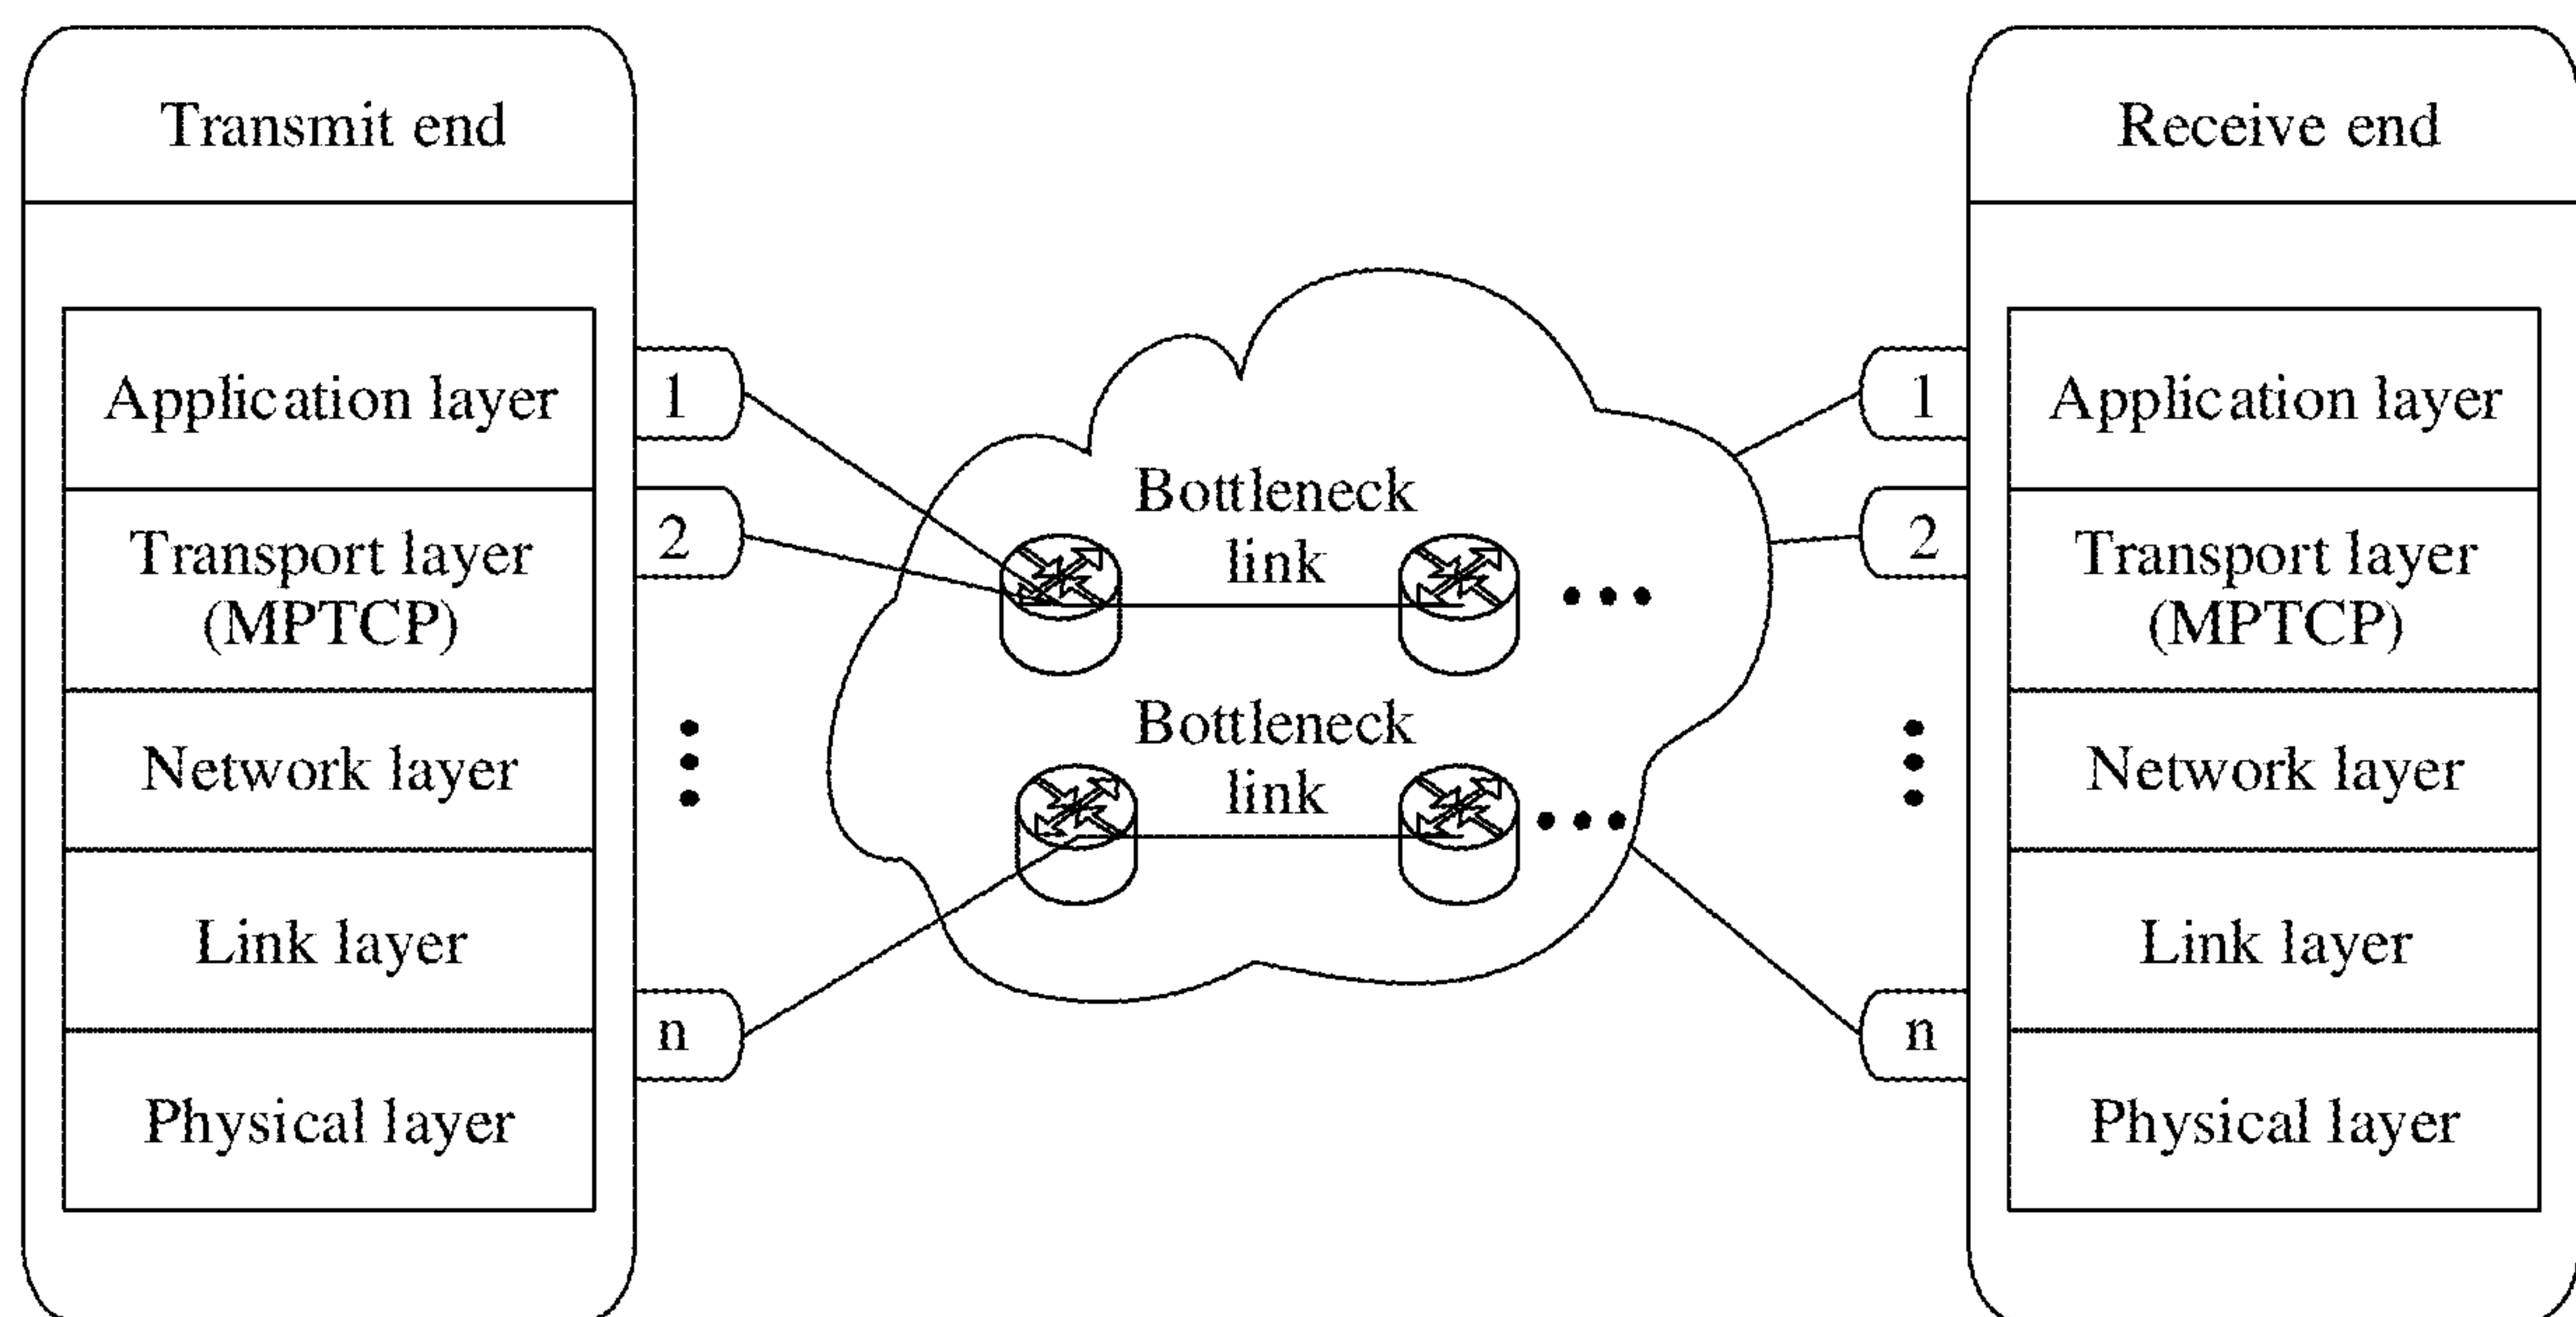 Transmit end
Application layer
Transport layer
(MPTCP)
Network layer
Link layer
Physical layer
1
2
n
Bottleneck
link
Bottleneck
link
1
2
n
Receive end
Application layer
Transport layer
(MPTCP)
Network layer
Link layer
Physical layer